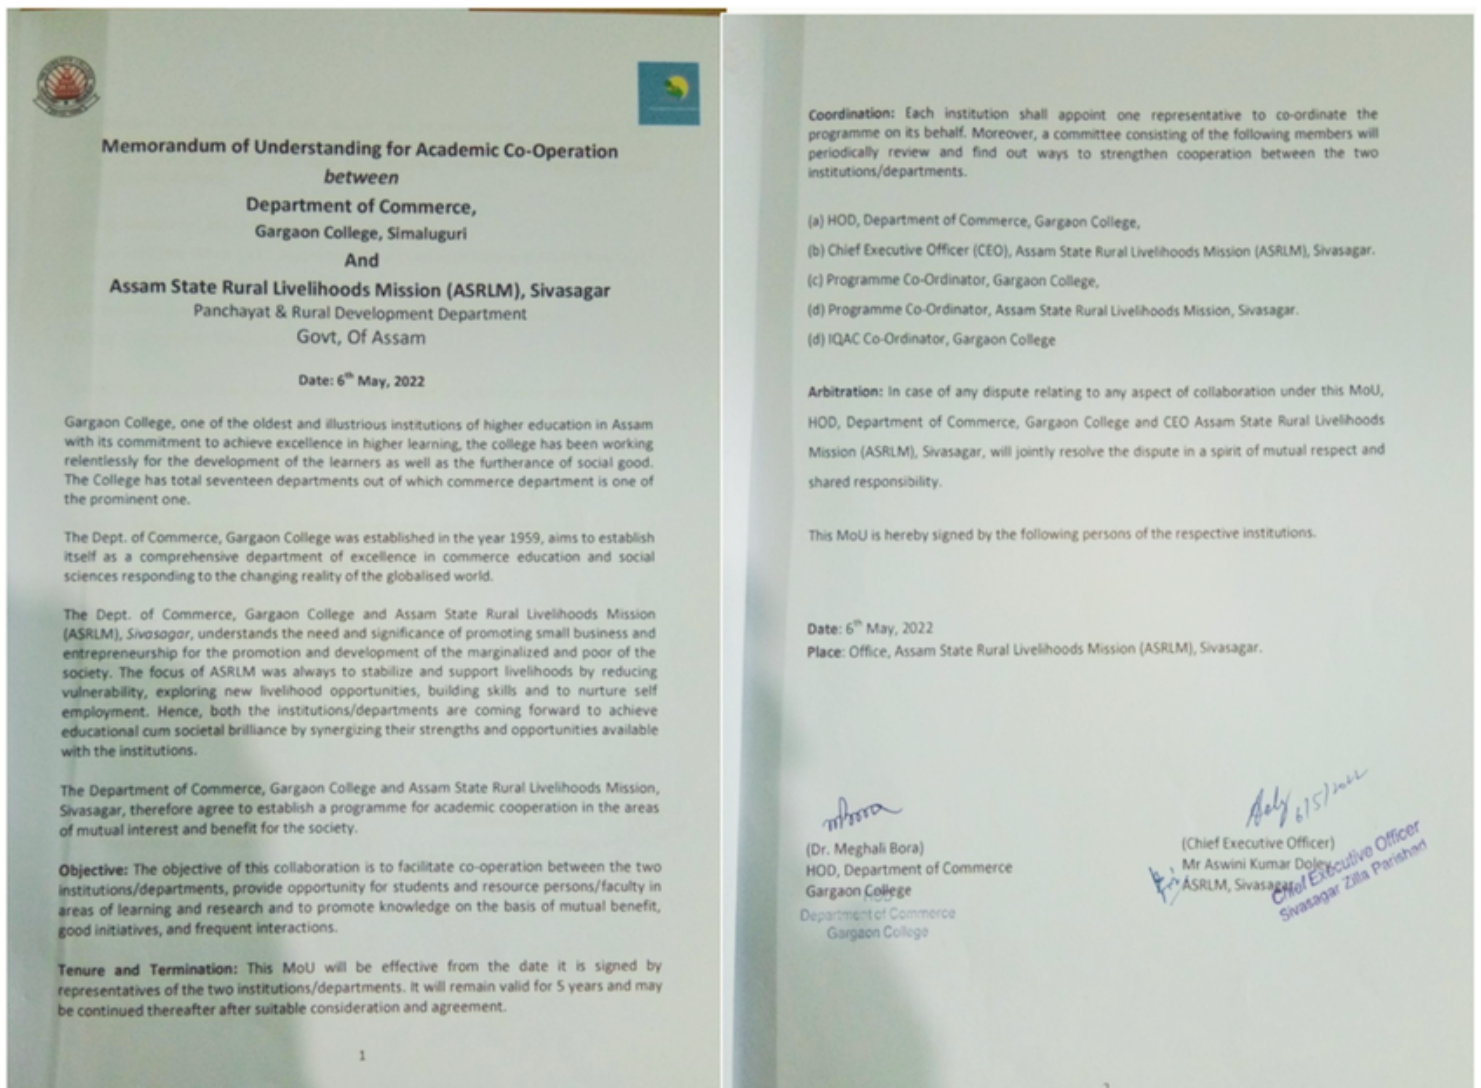 Memorandum of Understanding for Academic Co-Operation
between
Department of Commerce,
Gargaon College, Simaluguri
And
Assam State Rural Livelihoods Mission (ASRLM), Sivasagar
Panchayat & Rural Development Department
Govt, Of Assam
Date: 6th May, 2022
Gargaon College, one of the oldest and illustrious institutions of higher education in Assam
with its commitment to achieve excellence in higher learning, the college has been working
relentlessly for the development of the learners as well as the furtherance of social good.
The College has total seventeen departments out of which commerce department is one of
the prominent one.
The Dept. of Commerce, Gargaon College was established in the year 1959, aims to establish
itself as a comprehensive department of excellence in commerce education and social
sciences responding to the changing reality of the globalised world.
The Dept. of Commerce, Gargaon College and Assam State Rural Livelihoods Mission
(ASRLM), Sivasagar, understands the need and significance of promoting small business and
entrepreneurship for the promotion and development of the marginalized and poor of the
society. The focus of ASRLM was always to stabilize and support livelihoods by reducing
vulnerability, exploring new livelihood opportunities, building skills and to nurture self
employment. Hence, both the institutions/departments are coming forward to achieve
educational cum societal brilliance by synergizing their strengths and opportunities available
with the institutions.
The Department of Commerce, Gargaon College and Assam State Rural Livelihoods Mission,
Sivasagar, therefore agree to establish a programme for academic cooperation in the areas
of mutual interest and benefit for the society.
Objective: The objective of this collaboration is to facilitate co-operation between the two
institutions/departments, provide opportunity for students and resource persons/faculty in
areas of learning and research and to promote knowledge on the basis of mutual benefit,
good initiatives, and frequent interactions.
Tenure and Termination: This MoU will be effective from the date it is signed by
representatives of the two institutions/departments. It will remain valid for 5 years and may
be continued thereafter after suitable consideration and agreement.
1
Coordination: Each institution shall appoint one representative to co-ordinate the
programme on its behalf. Moreover, a committee consisting of the following members will
periodically review and find out ways to strengthen cooperation between the two
institutions/departments.
(a) HOD, Department of Commerce, Gargaon College,
(b) Chief Executive Officer (CEO), Assam State Rural Livelihoods Mission (ASRLM), Sivasagar.
(c) Programme Co-Ordinator, Gargaon College,
(d) Programme Co-Ordinator, Assam State Rural Livelihoods Mission, Sivasagar.
(d) IQAC Co-Ordinator, Gargaon College
Arbitration: In case of any dispute relating to any aspect of collaboration under this MoU,
HOD, Department of Commerce, Gargaon College and CEO Assam State Rural Livelihoods
Mission (ASRLM), Sivasagar, will jointly resolve the dispute in a spirit of mutual respect and
shared responsibility.
This MoU is hereby signed by the following persons of the respective institutions.
Date: 6th May, 2022
Place: Office, Assam State Rural Livelihoods Mission (ASRLM), Sivasagar.
MBora
(Dr. Meghali Bora)
HOD, Department of Commerce
Gargaon College
HOD
Department of Commerce
Gargaon College
6/5/2022
(Chief Executive Officer)
Mr Aswini Kumar Doley
ASRLM, Sivasagar
Chief Executive Officer
Sivasagar Zilla Parishad